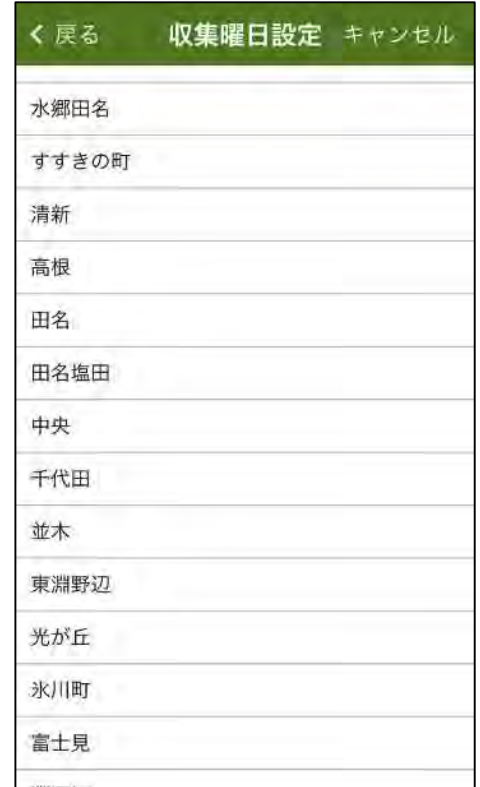 戻る 収集曜日設定 キャンセル
水郷田名
すすきの町
清新
高根
田名
田名塩田
中央
千代田
並木
東淵野辺
光が丘
氷川町
富士見